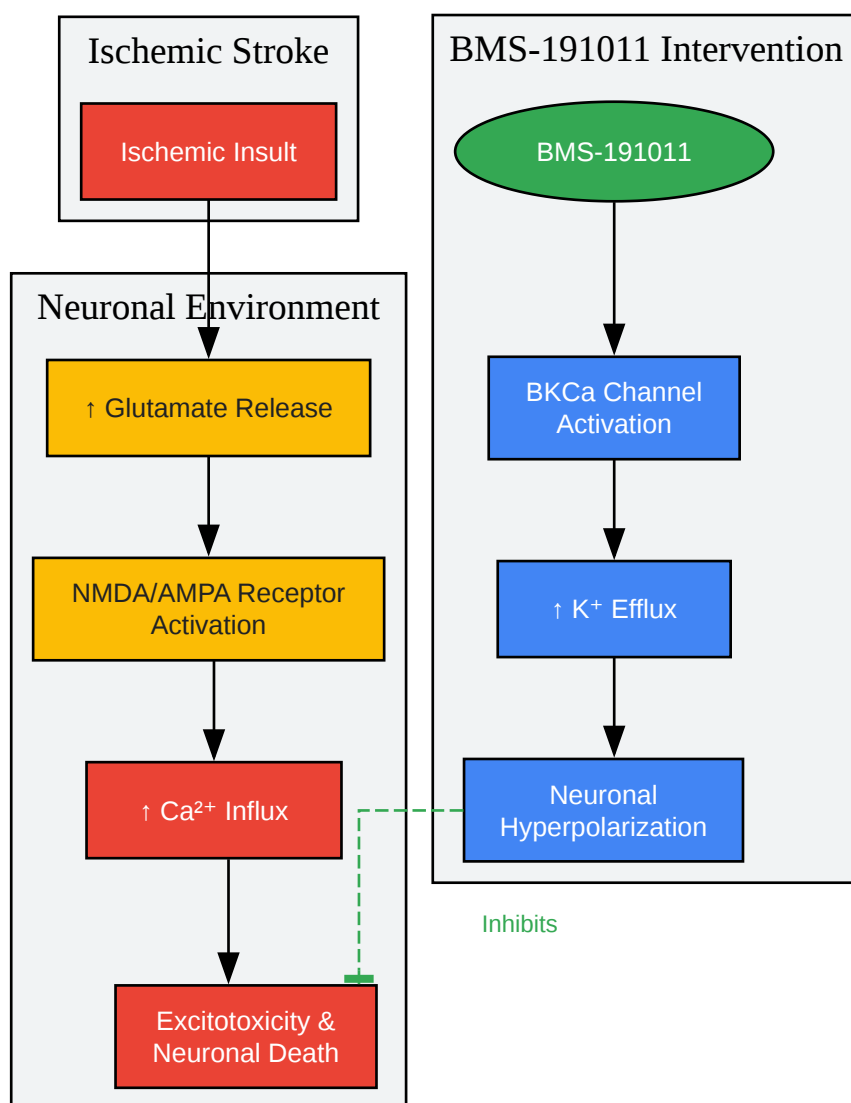 Ischemic Stroke
Ischemic Insult
Neuronal Environment
↑ Glutamate Release
NMDA/AMPA Receptor
Activation
↑ Ca²⁺ Influx
Excitotoxicity &
Neuronal Death
BMS-191011 Intervention
BMS-191011
BKCa Channel
Activation
↑ K⁺ Efflux
Neuronal
Hyperpolarization
Inhibits